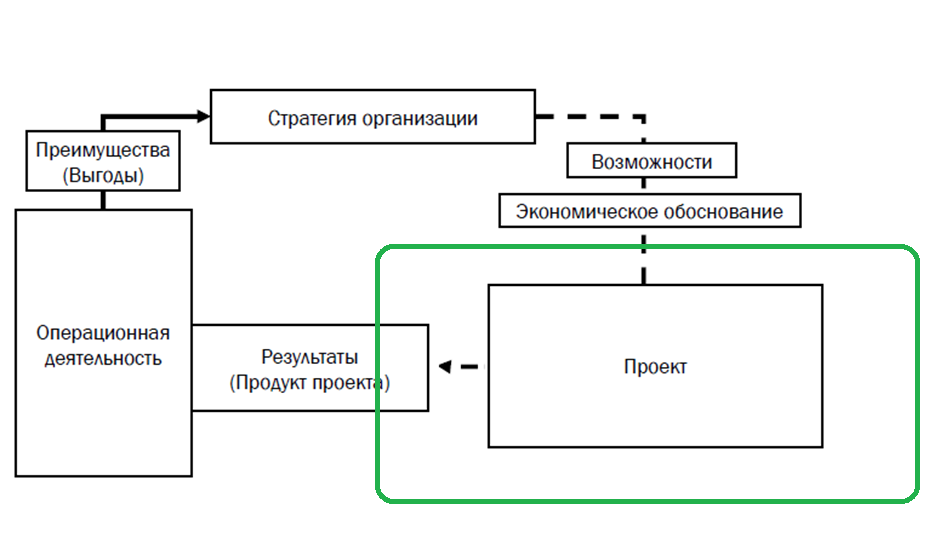 Стратегия организации
Преимущества
(Выгоды)
Возможности
Экономическое обоснование
Операционная
деятельность
Результаты
(Продукт проекта)
Проект